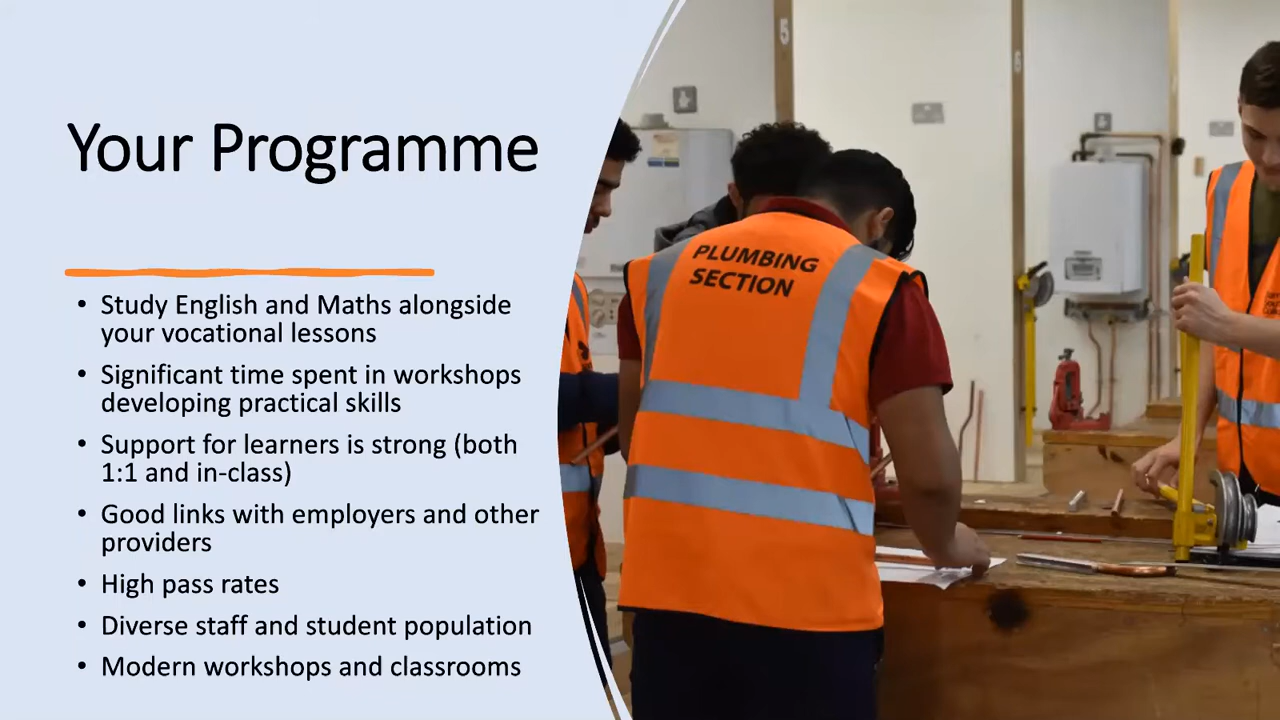 Your Programme
• Study English and Maths alongside
your vocational lessons
• Significant time spent in workshops
developing practical skills
• Support for learners is strong (both
1:1 and in-class)
• Good links with employers and other
providers
• High pass rates
• Diverse staff and student population
• Modern workshops and classrooms
PLUMBING
SECTION
5
6